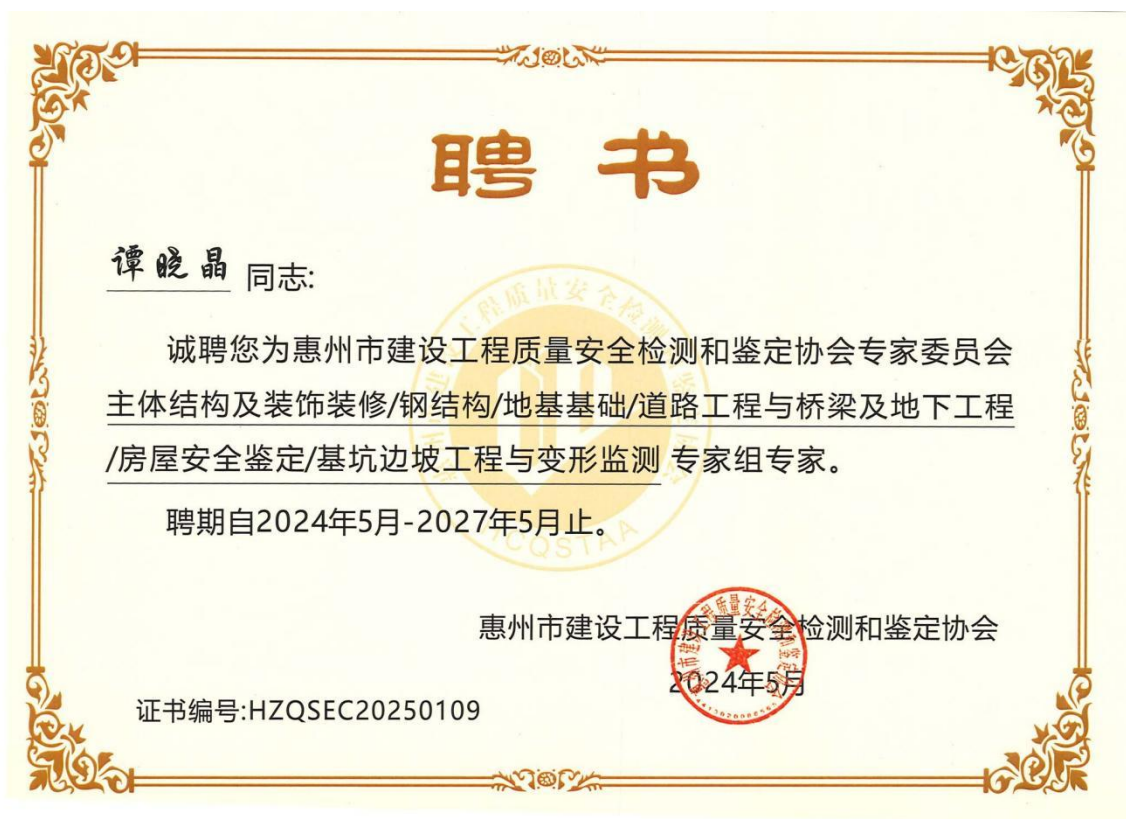 聘 书
谭晓晶 同志:
诚聘您为惠州市建设工程质量安全检测和鉴定协会专家委员会
主体结构及装饰装修/钢结构/地基基础/道路工程与桥梁及地下工程
/房屋安全鉴定/基坑边坡工程与变形监测 专家组专家。
聘期自2024年5月-2027年5月止。
惠州市建设工程质量安全检测和鉴定协会
2024年5月
证书编号:HZQSEC20250109